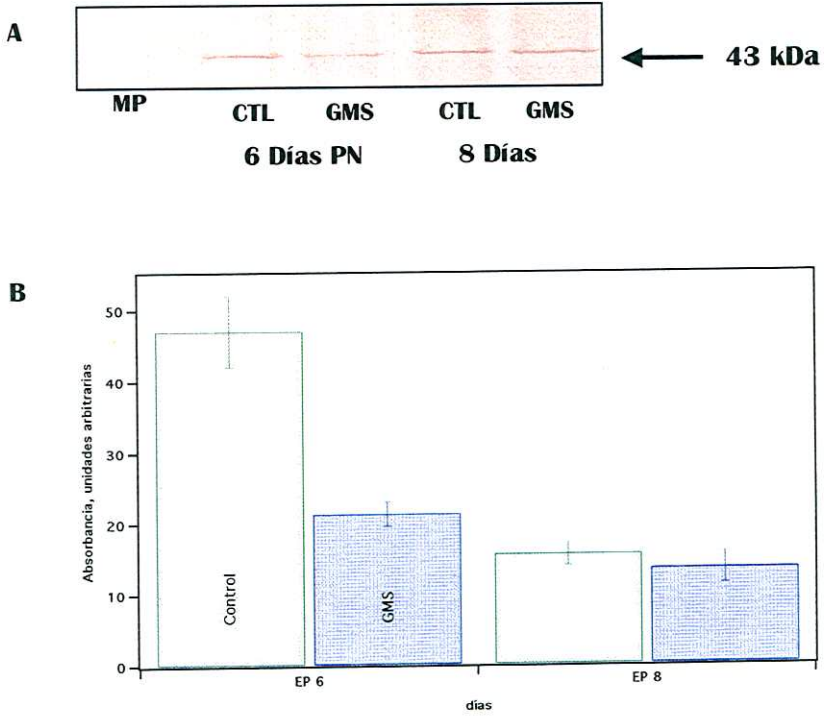 A
43 kDa
MP
CTL
GMS
CTL
GMS
6 Días PN
8 Días
B
Absorbancia, unidades arbitrarias
50
40
30
20
10
0
Control
GMS
EP 6
EP 8
días